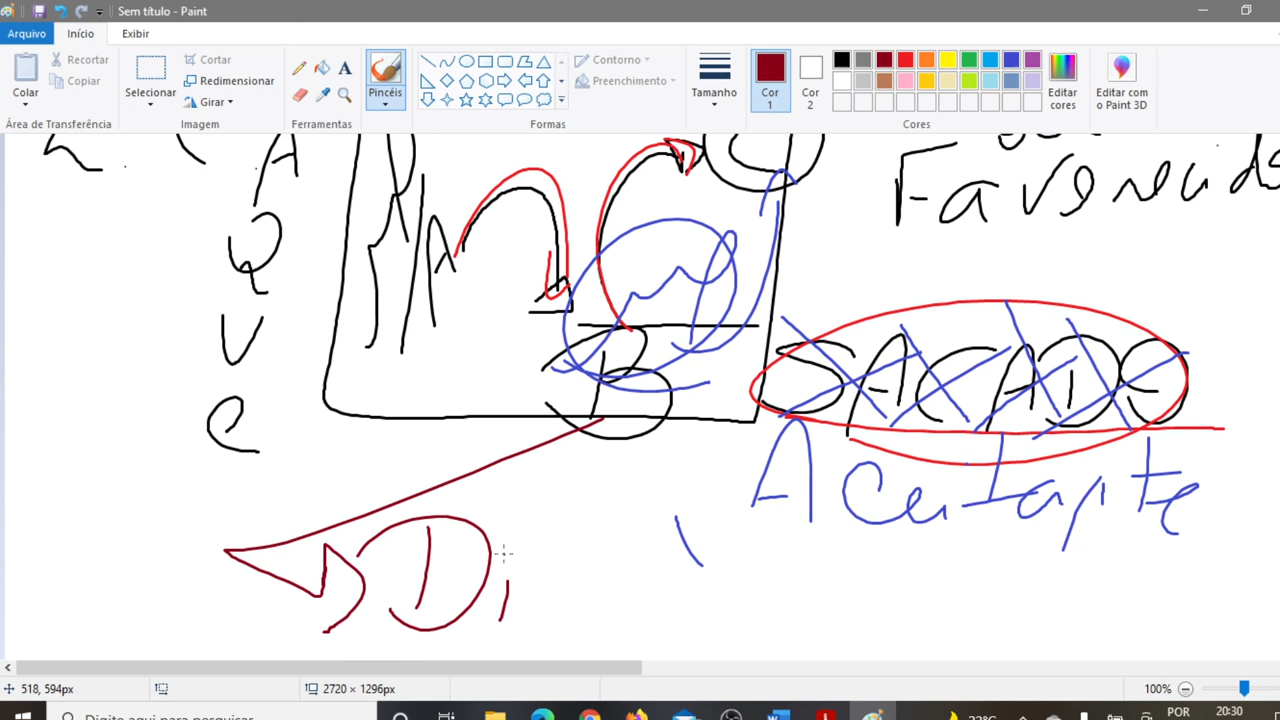 Sem título - Paint
Arquivo Início Exibir
Colar
Recortar
Copiar
Área de Transferência
Selecionar
Cortar
Redimensionar
Girar
Imagem
A
Ferramentas
Pincéis
Contorno
Preenchimento
Formas
Tamanho
Cor 1
Cor 2
Editar cores
Cores
Editar com o Paint 3D
A
Q
U
e
A
B
SACADO
Aceitante
D
518, 594px
2720 × 1296px
100%
Digite aqui para pesquisar
22°C
POR
20:30